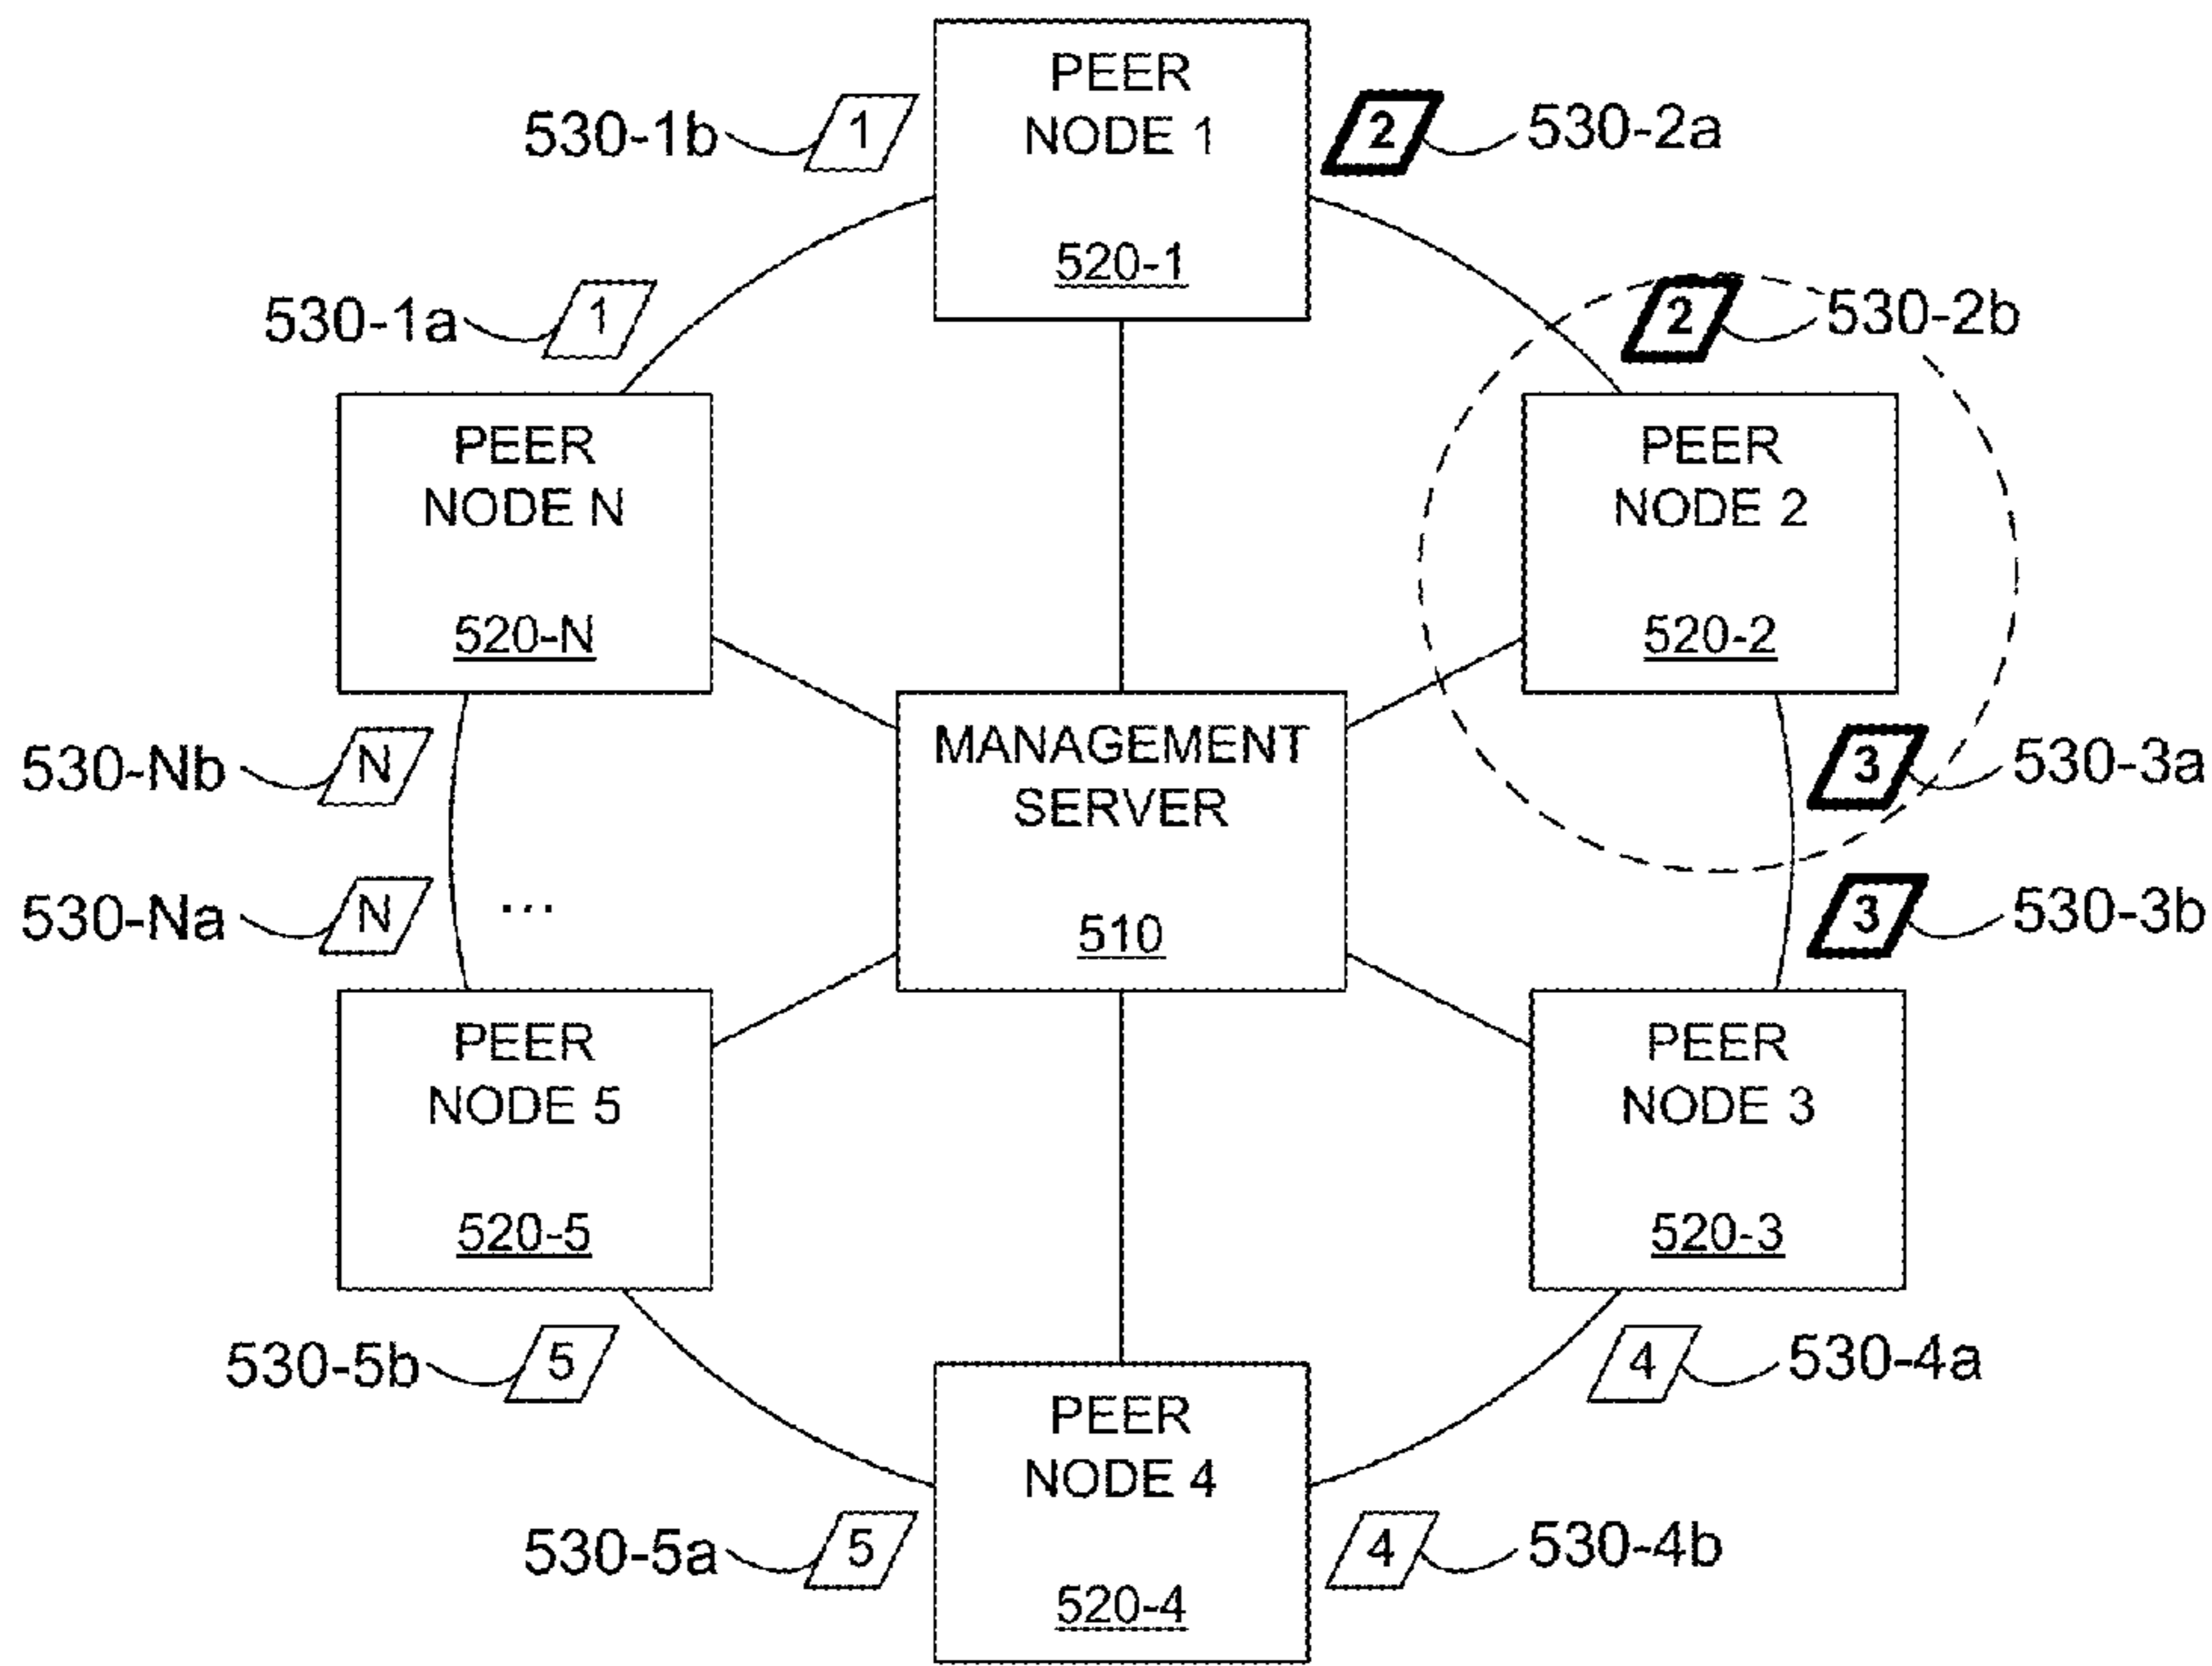 PEER
NODE 1
520-1
530-1b
1
2
530-2a
530-1a
1
2
530-2b
PEER
NODE N
520-N
PEER
NODE 2
520-2
530-Nb
N
MANAGEMENT
SERVER
510
3
530-3a
530-Na
N
...
3
530-3b
PEER
NODE 5
520-5
PEER
NODE 3
520-3
530-5b
5
4
530-4a
PEER
NODE 4
520-4
530-5a
5
4
530-4b